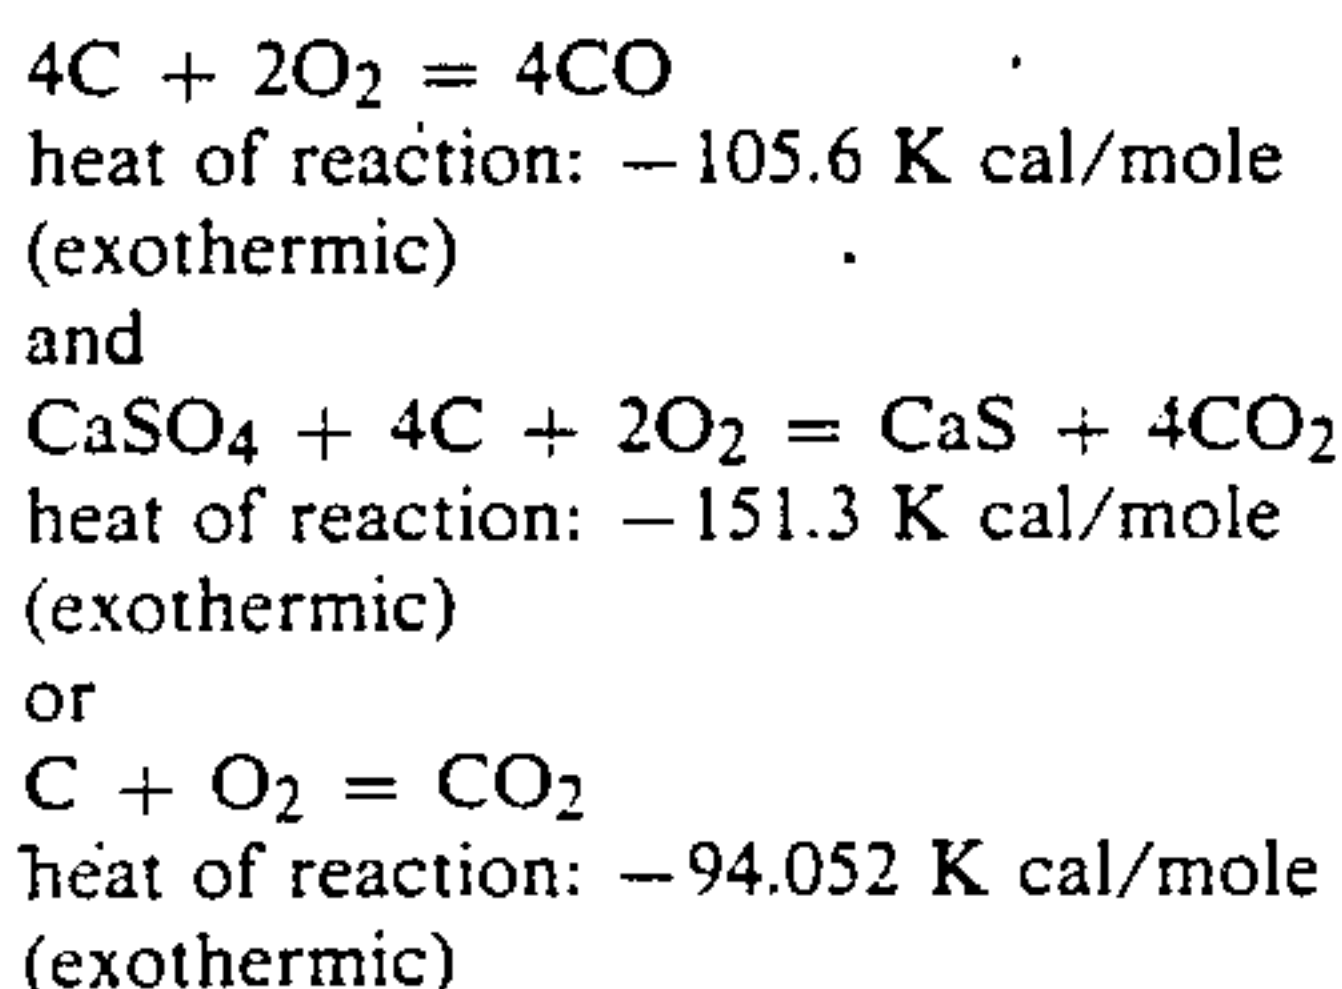 4C + 2O₂ = 4CO
heat of reaction: −105.6 K cal/mole
(exothermic)
and
CaSO₄ + 4C + 2O₂ = CaS + 4CO₂
heat of reaction: −151.3 K cal/mole
(exothermic)
or
C + O₂ = CO₂
heat of reaction: −94.052 K cal/mole
(exothermic)